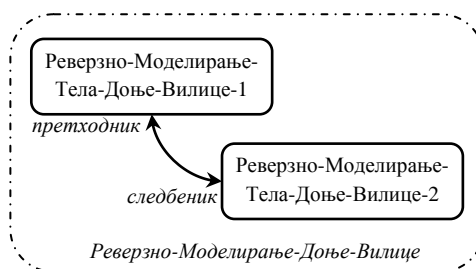 Реверзно-Моделирање-
Тела-Доње-Вилице-1
претходник
Реверзно-Моделирање-
Тела-Доње-Вилице-2
следбеник
Реверзно-Моделирање-Доње-Вилице